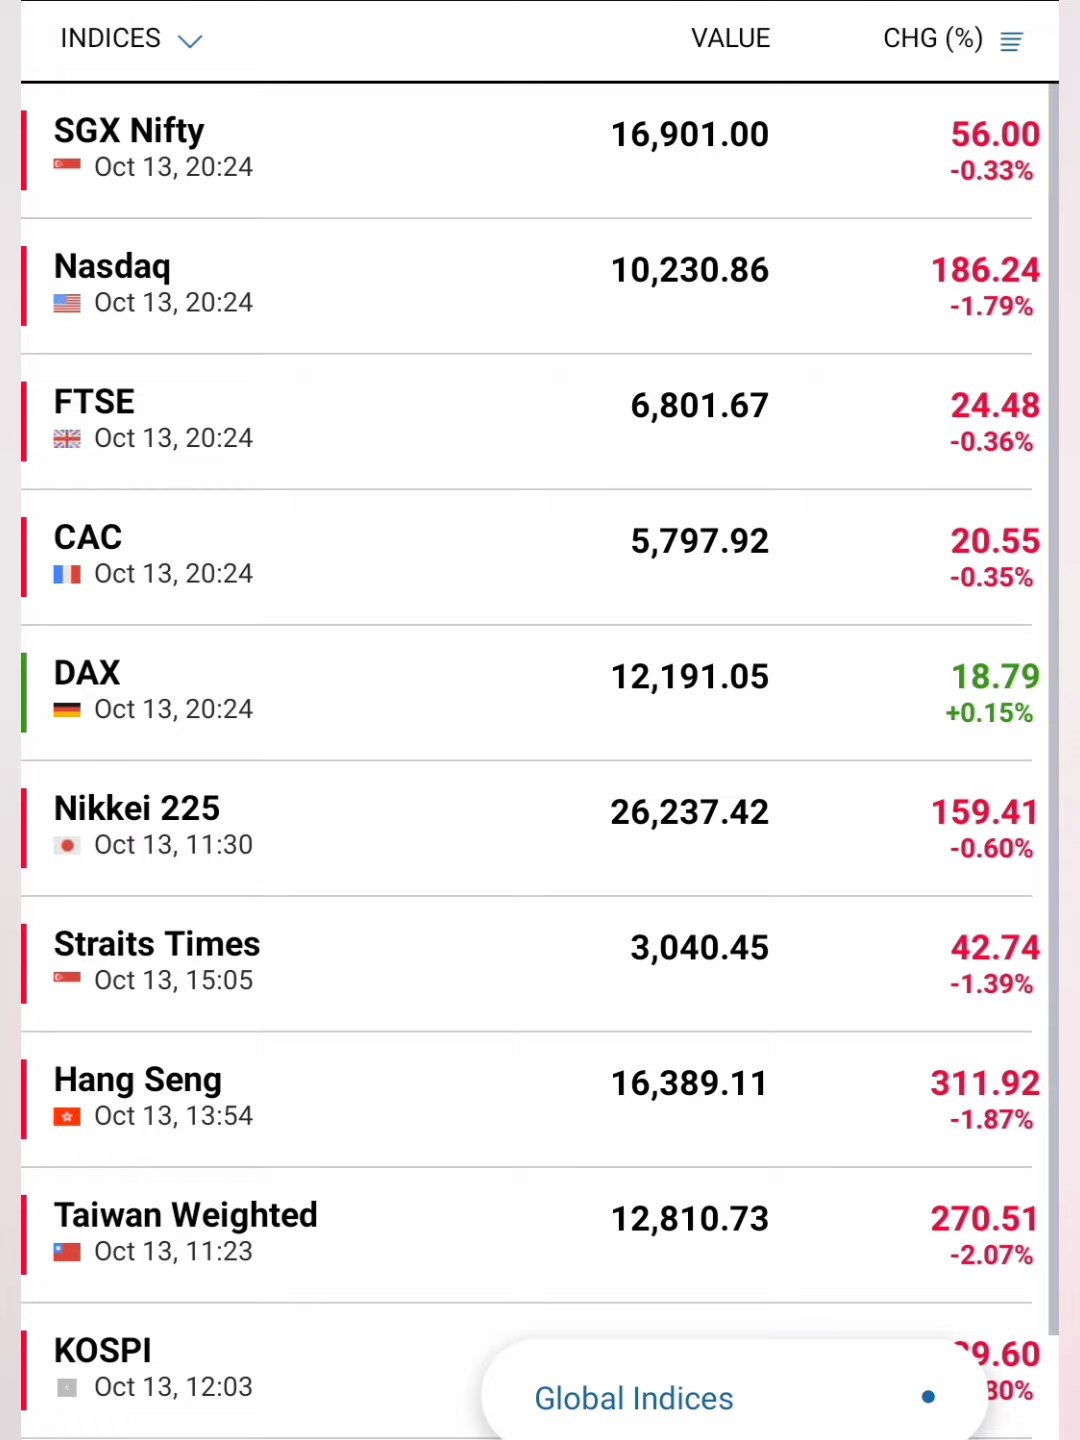 INDICES VALUE CHG (%)
SGX Nifty 16,901.00 56.00
Oct 13, 20:24 -0.33%
Nasdaq 10,230.86 186.24
Oct 13, 20:24 -1.79%
FTSE 6,801.67 24.48
Oct 13, 20:24 -0.36%
CAC 5,797.92 20.55
Oct 13, 20:24 -0.35%
DAX 12,191.05 18.79
Oct 13, 20:24 +0.15%
Nikkei 225 26,237.42 159.41
Oct 13, 11:30 -0.60%
Straits Times 3,040.45 42.74
Oct 13, 15:05 -1.39%
Hang Seng 16,389.11 311.92
Oct 13, 13:54 -1.87%
Taiwan Weighted 12,810.73 270.51
Oct 13, 11:23 -2.07%
KOSPI
Oct 13, 12:03
Global Indices